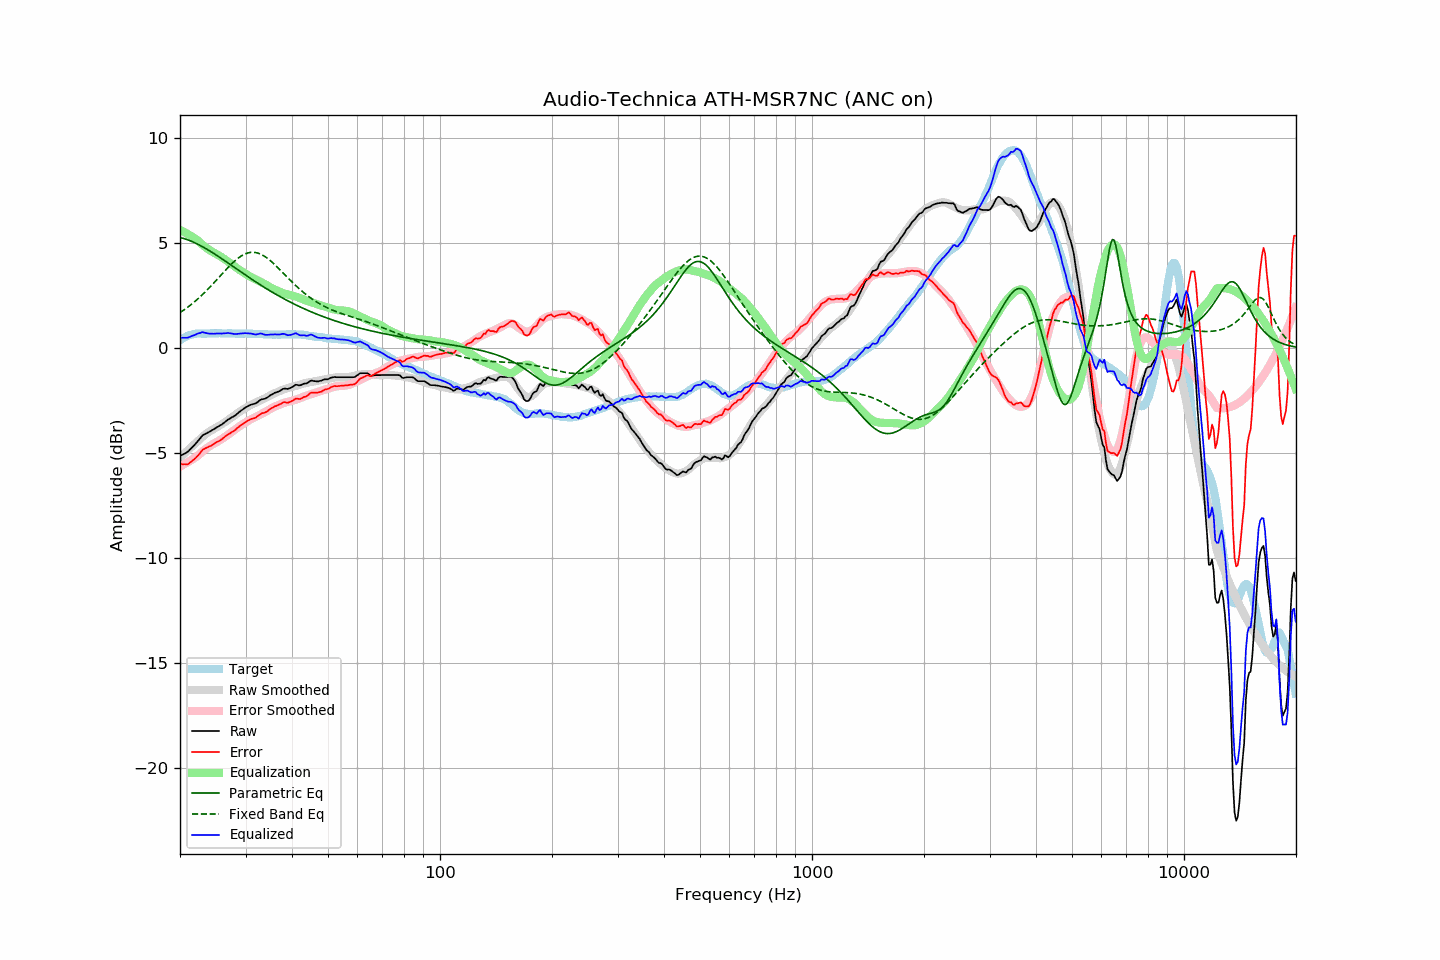 Audio-Technica ATH-MSR7NC (ANC on)
10
5
0
−5
−10
−15
−20
Amplitude (dBr)
Target
Raw Smoothed
Error Smoothed
Raw
Error
Equalization
Parametric Eq
Fixed Band Eq
Equalized
100
1000
10000
Frequency (Hz)